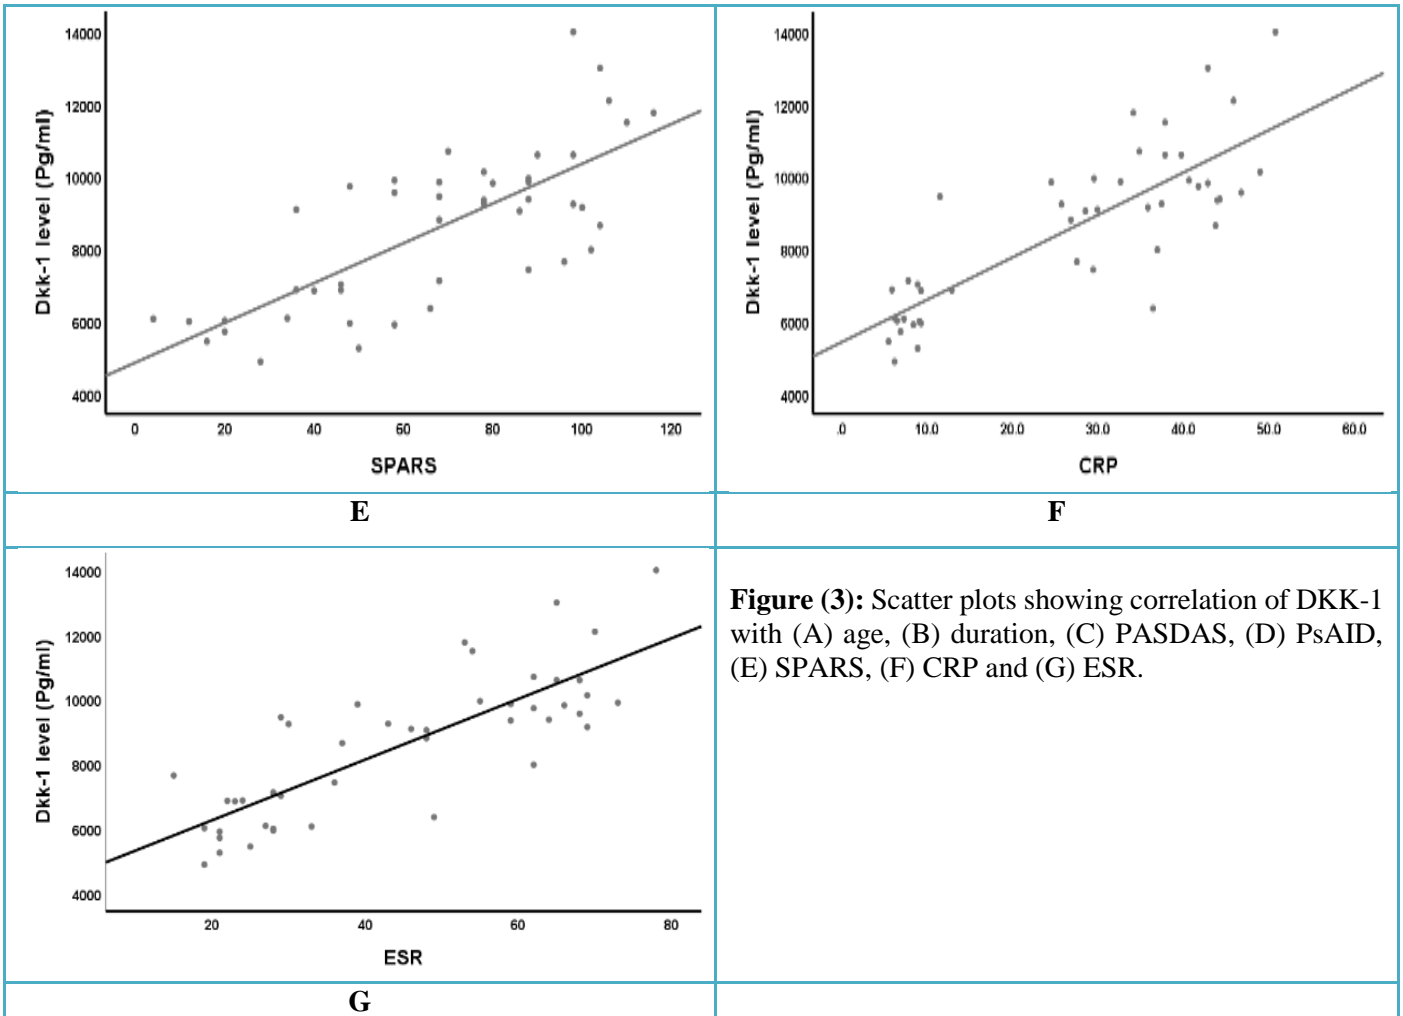 14000
12000
10000
8000
6000
4000
Dkk-1 level (Pg/ml)
0 20 40 60 80 100 120
SPARS
14000
12000
10000
8000
6000
4000
Dkk-1 level (Pg/ml)
.0 10.0 20.0 30.0 40.0 50.0 60.0
CRP
E
F
14000
12000
10000
8000
6000
4000
Dkk-1 level (Pg/ml)
20 40 60 80
ESR
Figure (3): Scatter plots showing correlation of DKK-1
with (A) age, (B) duration, (C) PASDAS, (D) PsAID,
(E) SPARS, (F) CRP and (G) ESR.
G